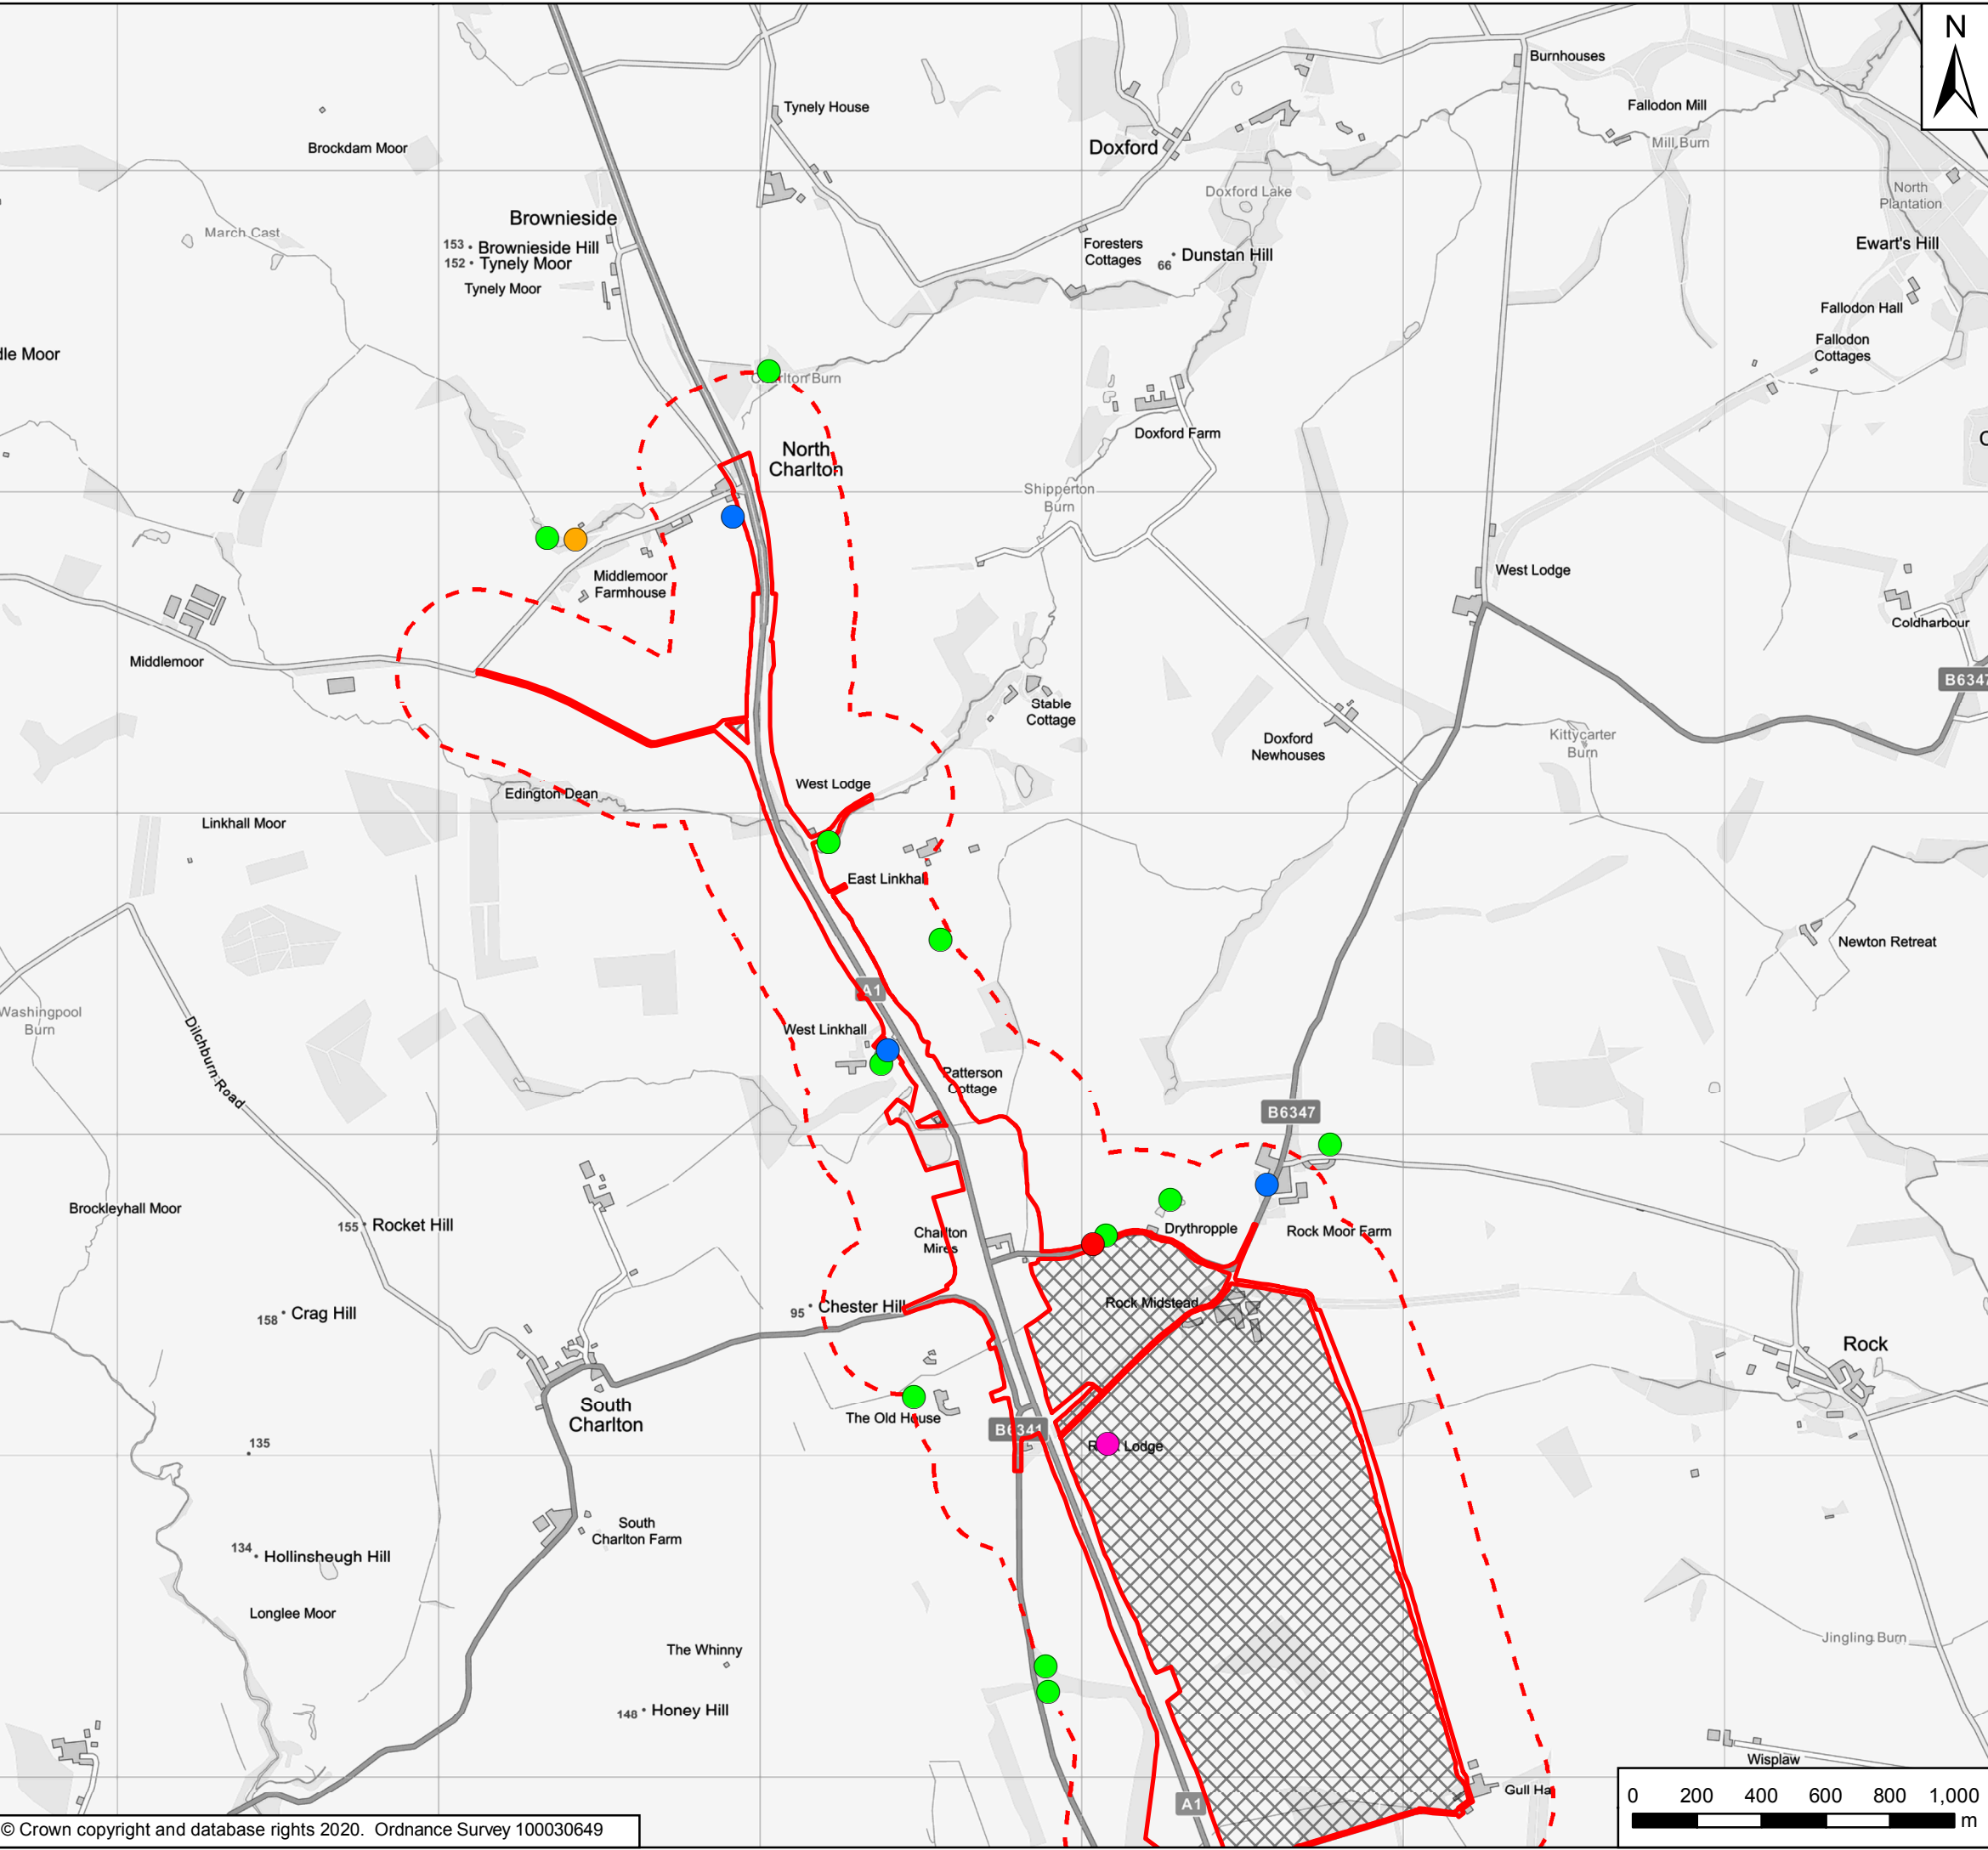 N
Burnhouses
Tynely House
Fallodon Mill
Brockdam Moor
Doxford
Mill Burn
Doxford Lake
North
Plantation
Brownieside
March Cast
153
Brownieside Hill
152
Tynely Moor
Tynely Moor
Foresters
Cottages
66
Dunstan Hill
Ewart's Hill
Fallodon Hall
Fallodon
Cottages
dle Moor
Doxford Farm
North
Charlton
Shipperton
Burn
Middlemoor
Farmhouse
West Lodge
Coldharbour
Middlemoor
B6347
Stable
Cottage
Doxford
Newhouses
Kittycarter
Burn
West Lodge
Edington Dean
Linkhall Moor
East Linkhall
Newton Retreat
A1
Washingpool
Burn
Dilchburn Road
West Linkhall
Patterson
Cottage
B6347
Brockleyhall Moor
155
Rocket Hill
Charlton
Mires
Drythropple
Rock Moor Farm
158
Crag Hill
95
Chester Hill
Rock Midstead
Rock
South
Charlton
The Old House
B6341
Lodge
135
South
Charlton Farm
134
Hollinsheugh Hill
Longlee Moor
The Whinny
Jingling Burn
148
Honey Hill
Wisplaw
Gull Ha
A1
0 200 400 600 800 1,000
m
© Crown copyright and database rights 2020. Ordnance Survey 100030649